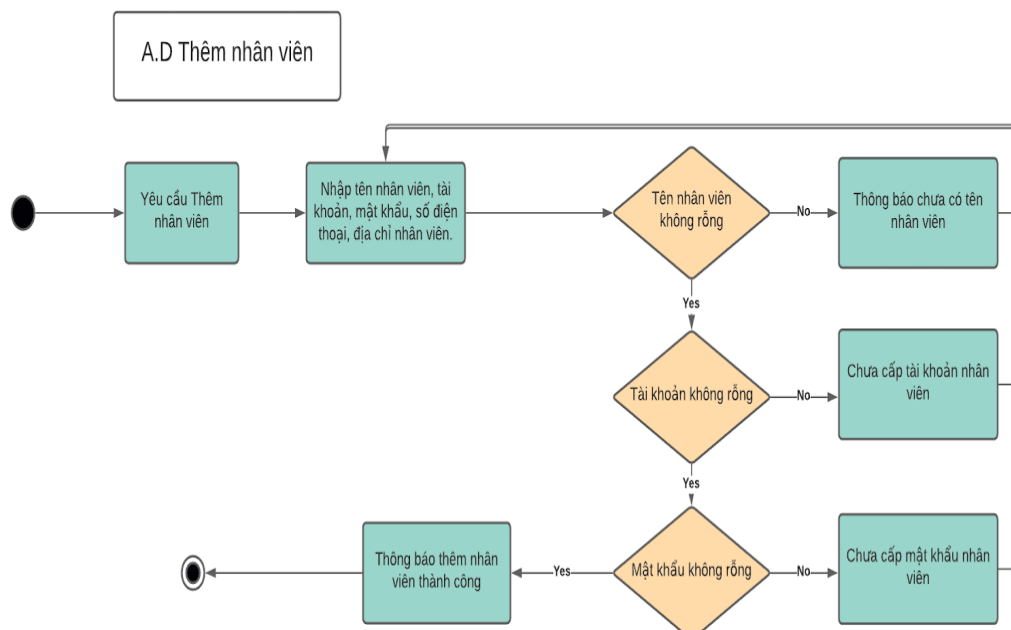 A.D Thêm nhân viên
Yêu cầu Thêm
nhân viên
Nhập tên nhân viên, tài
khoản, mật khẩu, số điện
thoại, địa chỉ nhân viên.
Tên nhân viên
không rỗng
No
Thông báo chưa có tên
nhân viên
Yes
Tài khoản không rỗng
No
Chưa cấp tài khoản nhân
viên
Yes
Thông báo thêm nhân
viên thành công
Yes
Mật khẩu không rỗng
No
Chưa cấp mật khẩu nhân
viên